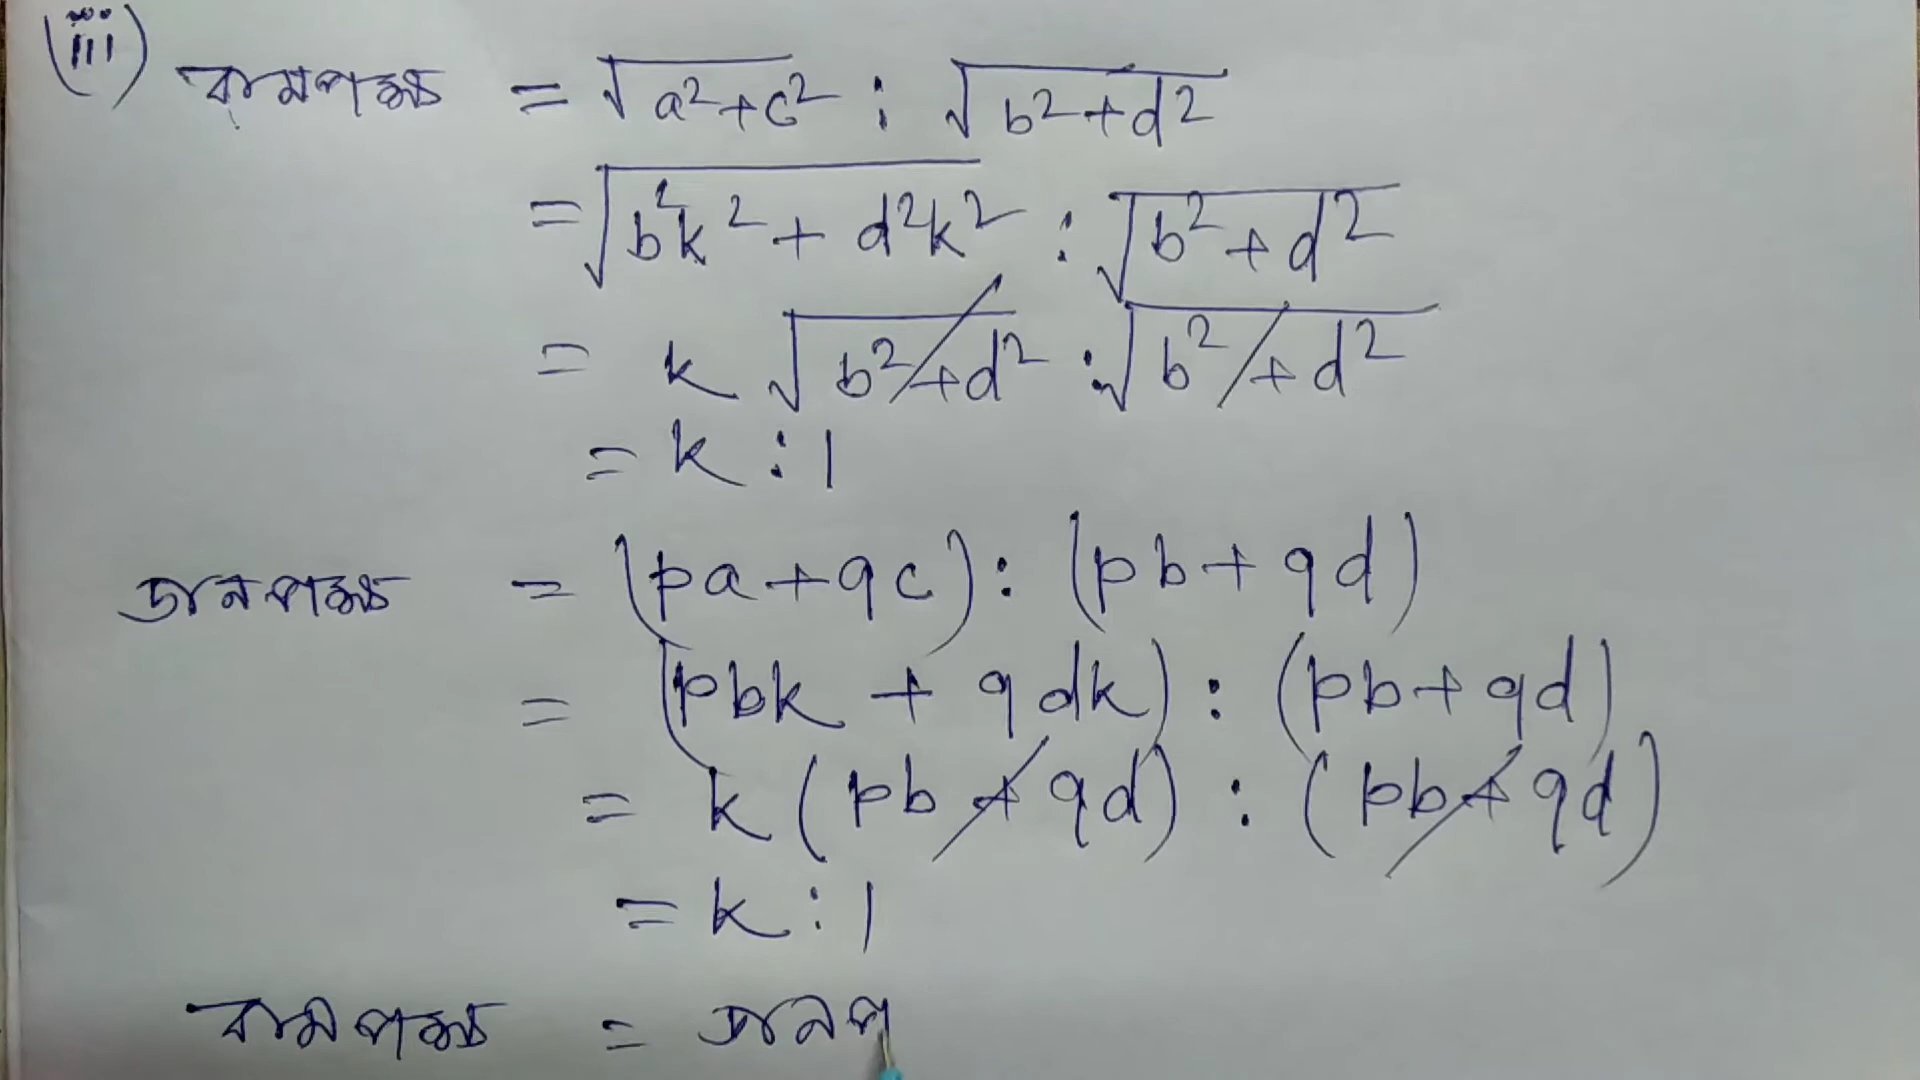 (iii) বামপক্ষ = √a²+c² : √b²+d²
= √b²k² + d²k² : √b²+d²
= k √b²+d² : √b²+d²
= k : 1
ডানপক্ষ = (pa+qc) : (pb+qd)
= (pbk + qdk) : (pb+qd)
= k (pb + qd) : (pb+qd)
= k : 1
বামপক্ষ = ডানপ